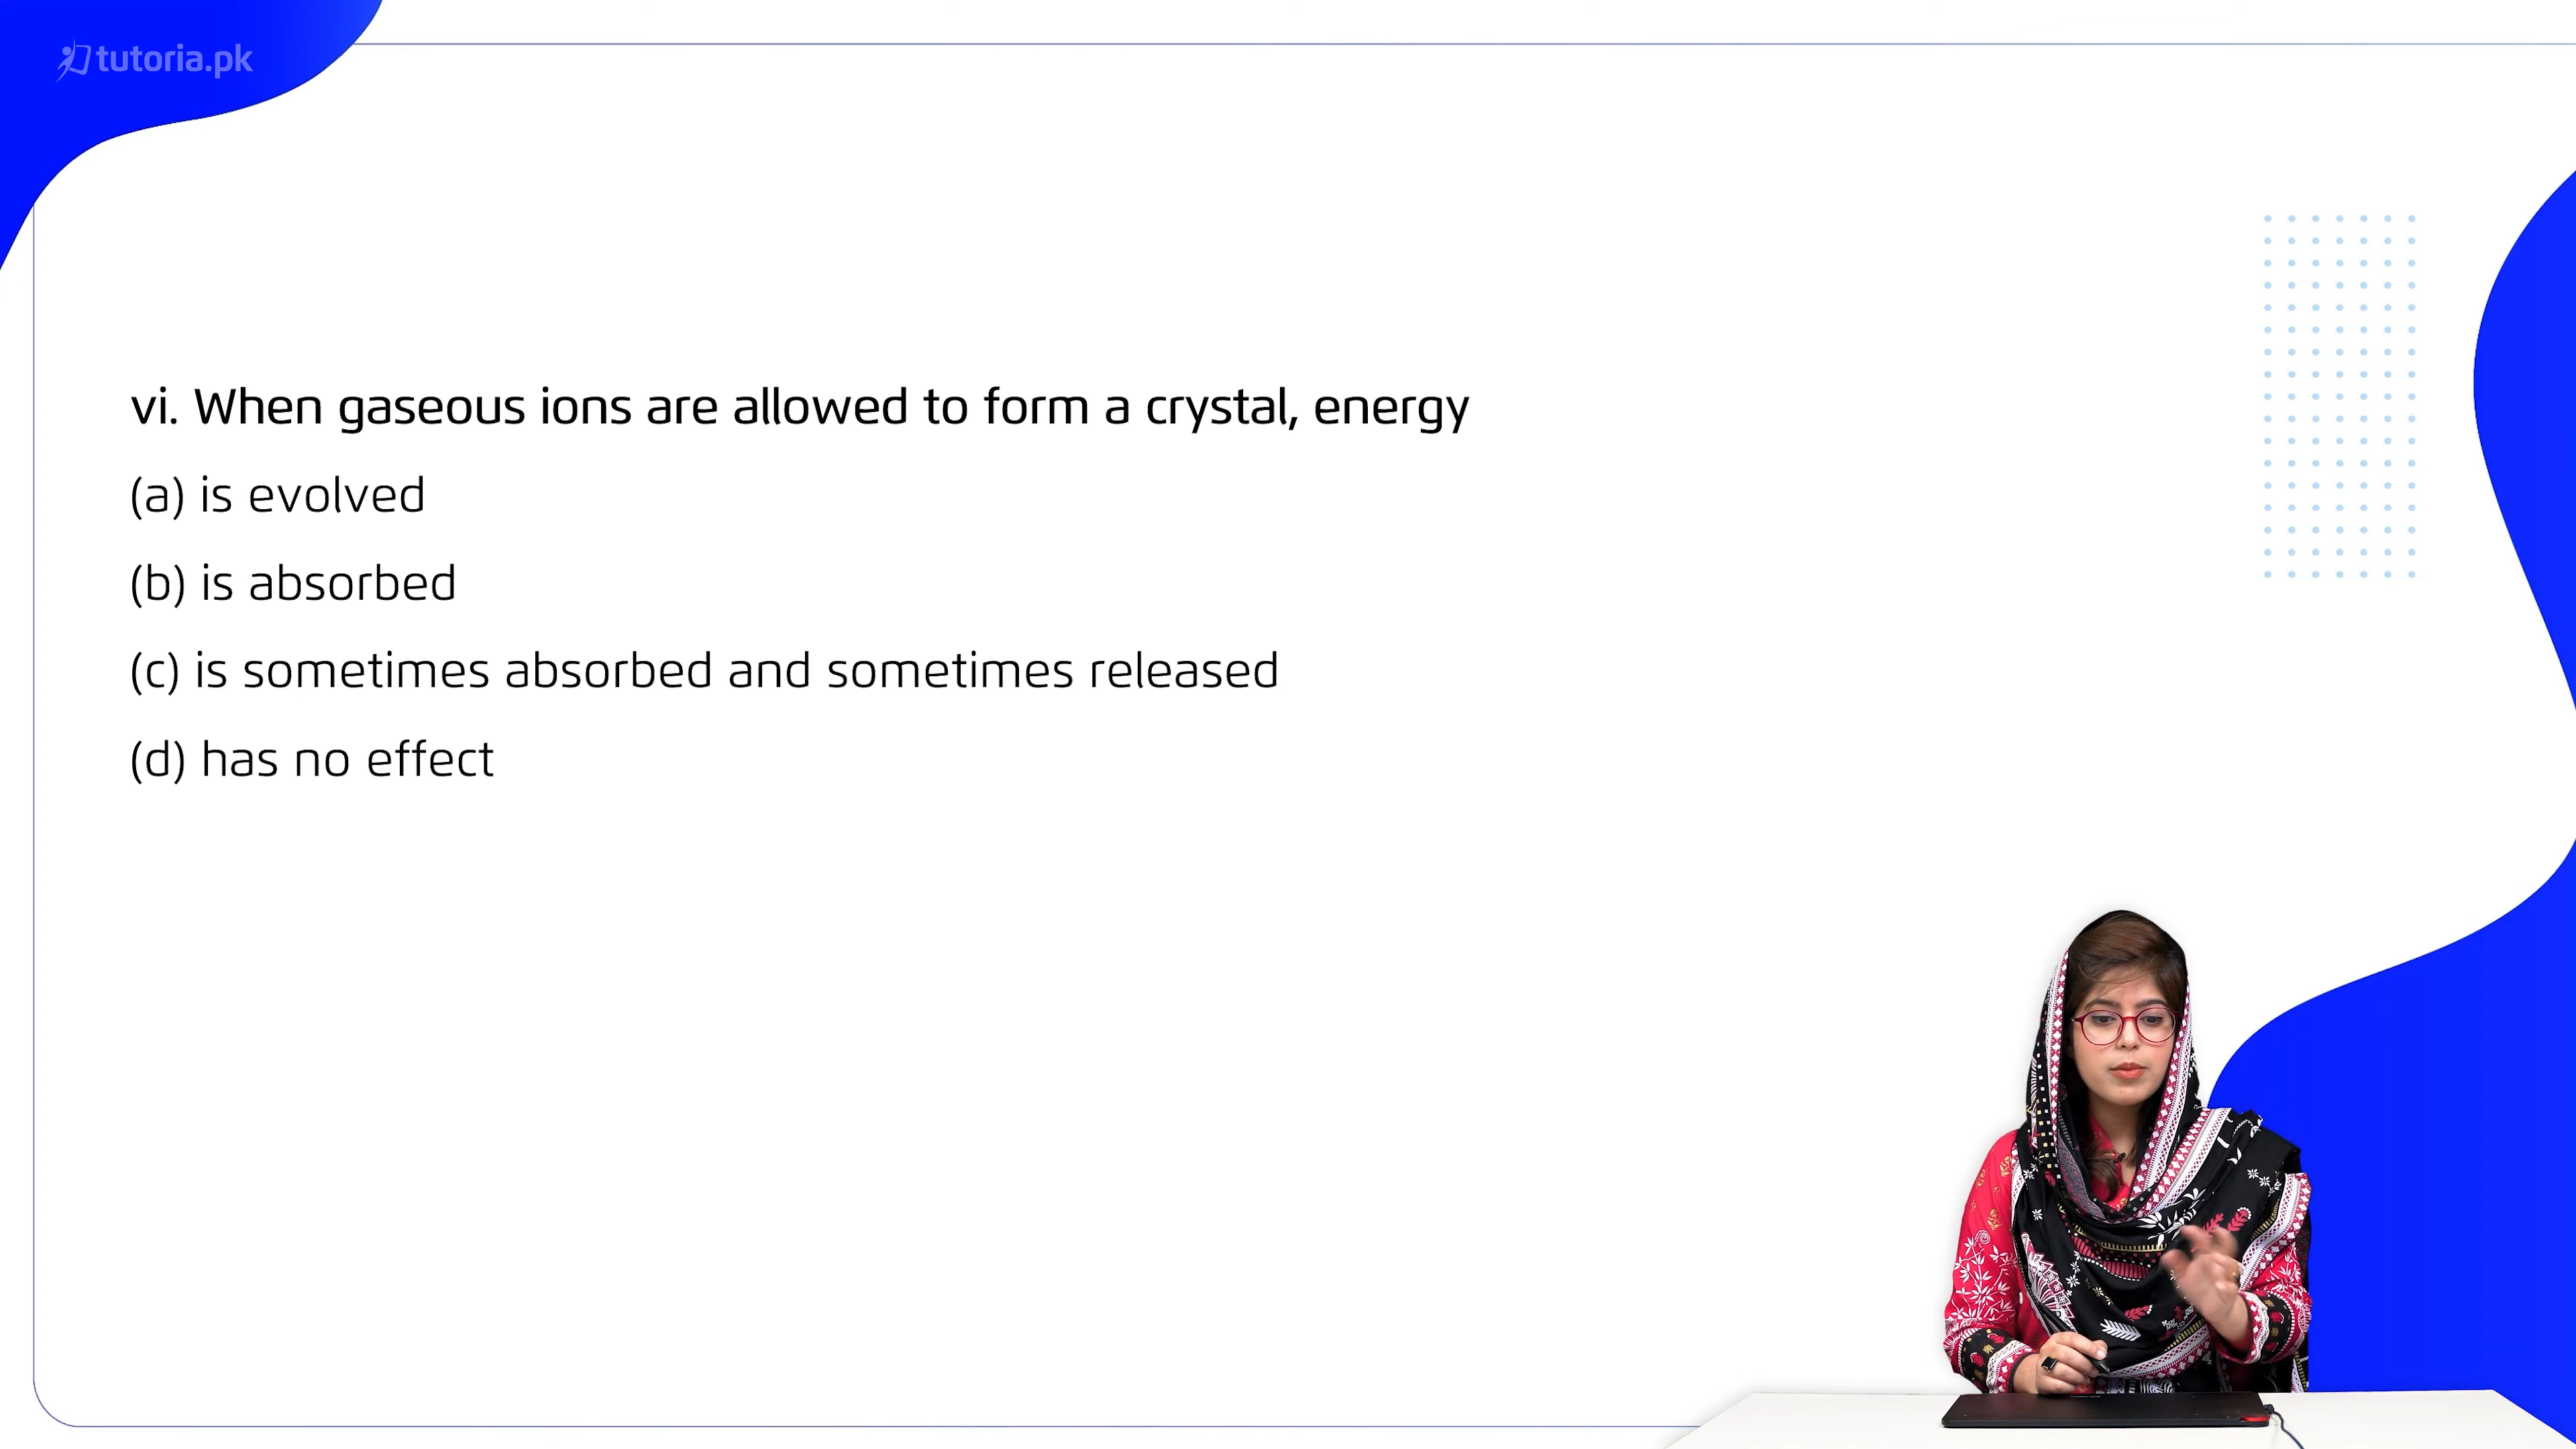 tutoria.pk
vi. When gaseous ions are allowed to form a crystal, energy
(a) is evolved
(b) is absorbed
(c) is sometimes absorbed and sometimes released
(d) has no effect